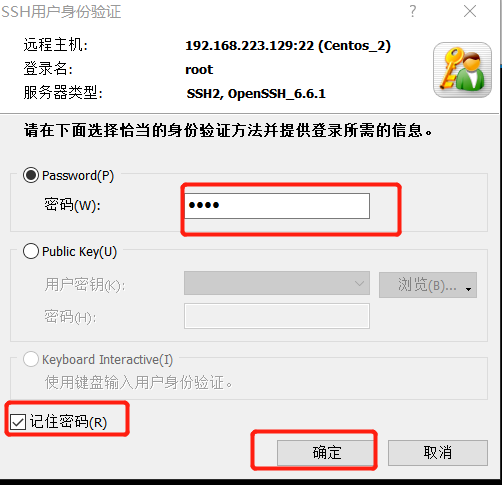 SSH用户身份验证
远程主机: 192.168.223.129:22 (Centos_2)
登录名: root
服务器类型: SSH2, OpenSSH_6.6.1
请在下面选择恰当的身份验证方法并提供登录所需的信息。
Password(P)
密码(W): ••••
Public Key(U)
用户密钥(K): 浏览(B)...
密码(H):
Keyboard Interactive(I)
使用键盘输入用户身份验证。
记住密码(R)
确定 取消